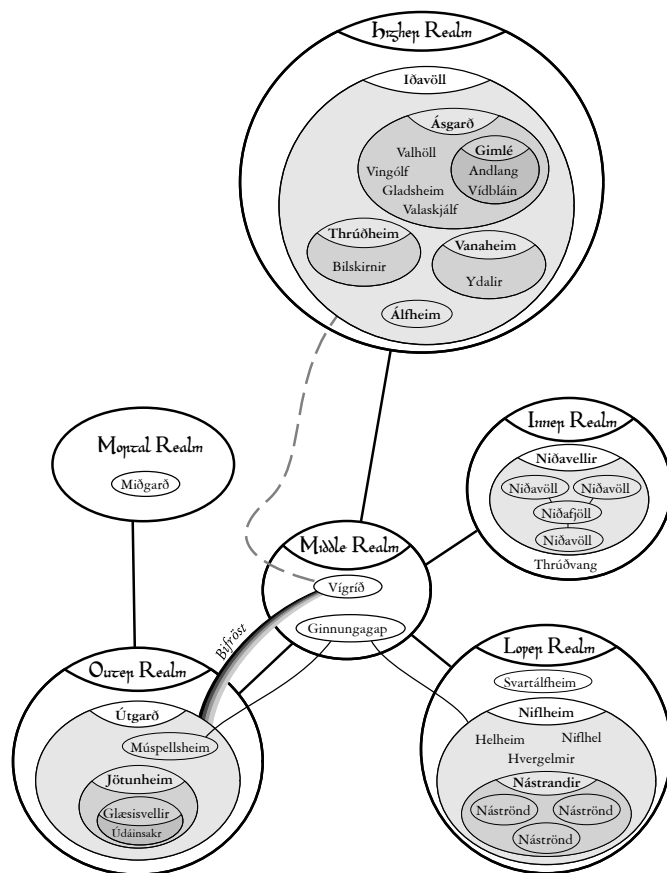 Higher Realm
Iðavöll
Ásgarð
Valhöll
Gimlé
Vingólf
Andlang
Gladsheim
Vídbláin
Valaskjálf
Thrúðheim
Vanaheim
Bilskirnir
Ydalir
Álfheim
Mortal Realm
Miðgarð
Inner Realm
Niðavellir
Niðavöll
Niðavöll
Niðafjöll
Niðavöll
Thrúðvang
Middle Realm
Vígríð
Ginnungagap
Bifröst
Outer Realm
Útgarð
Múspellsheim
Jötunheim
Glæsisvellir
Údáinsakr
Loƿer Realm
Svartálfheim
Niflheim
Helheim
Niflhel
Hvergelmir
Nástrandir
Náströnd
Náströnd
Náströnd